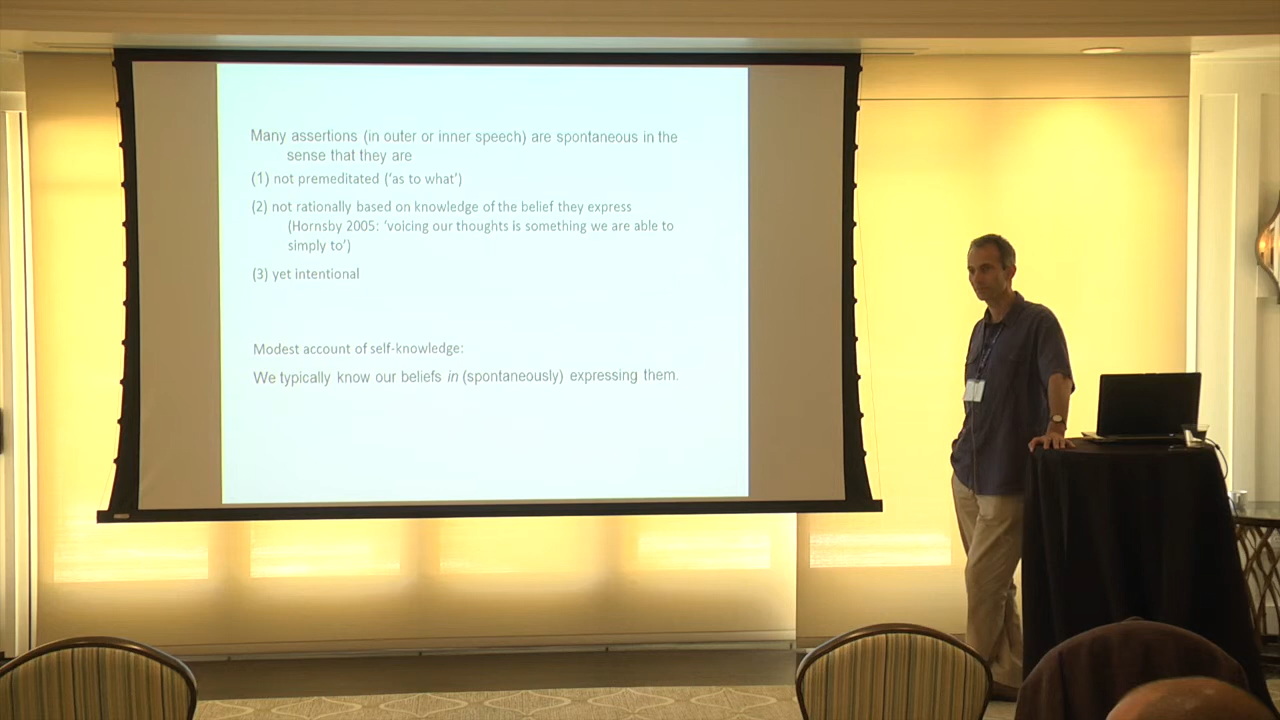 Many assertions (in outer or inner speech) are spontaneous in the
sense that they are
(1) not premeditated ('as to what')
(2) not rationally based on knowledge of the belief they express
(Hornsby 2005: 'voicing our thoughts is something we are able to
simply to')
(3) yet intentional
Modest account of self-knowledge:
We typically know our beliefs in (spontaneously) expressing them.